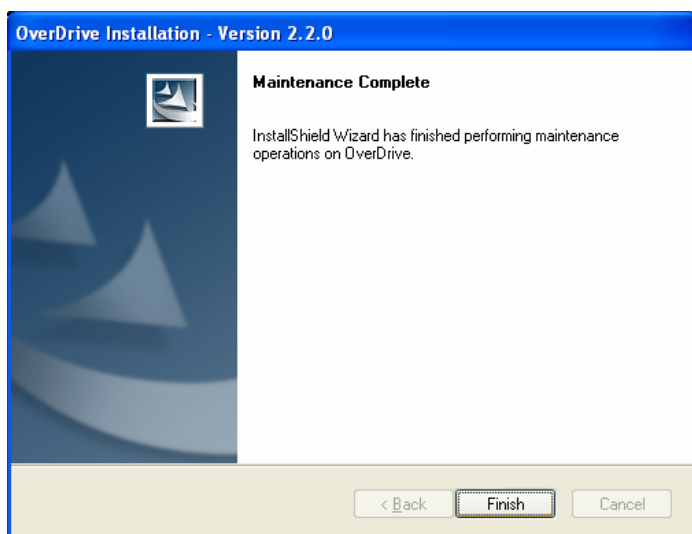 OverDrive Installation - Version 2.2.0
Maintenance Complete
InstallShield Wizard has finished performing maintenance
operations on OverDrive.
< Back
Finish
Cancel